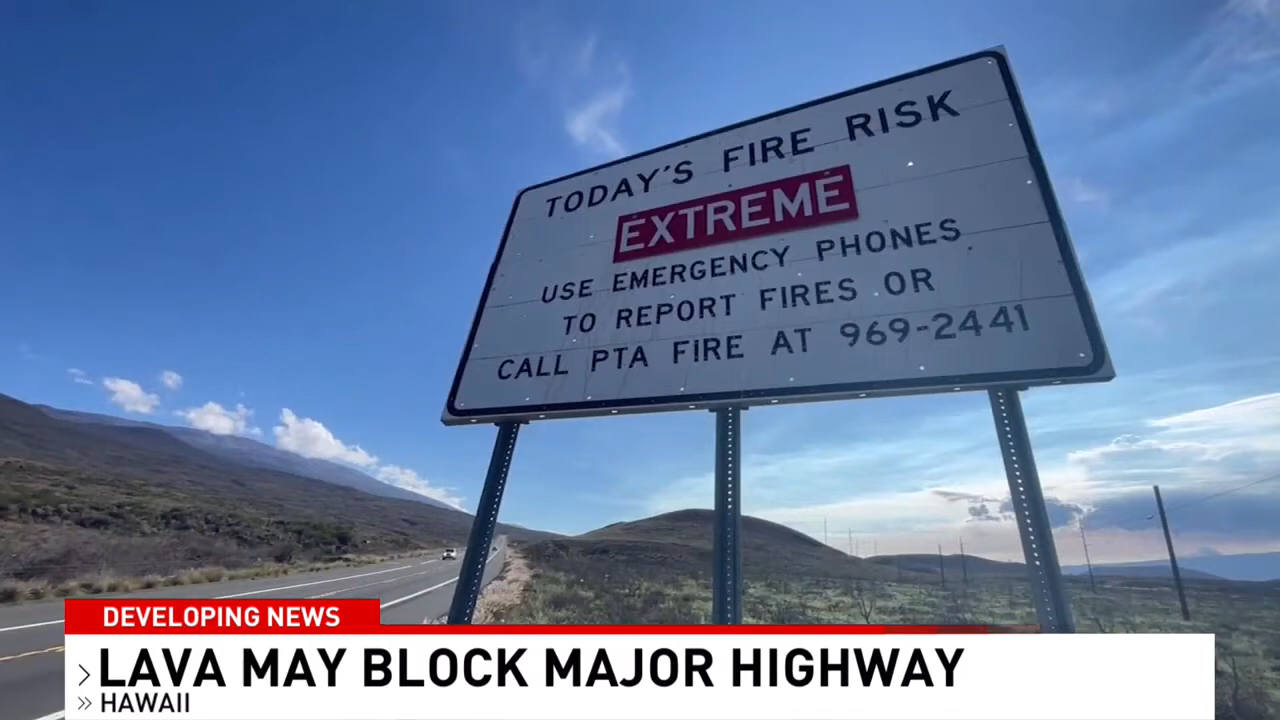 TODAY'S FIRE RISK
EXTREME
USE EMERGENCY PHONES
TO REPORT FIRES OR
CALL PTA FIRE AT 969-2441
DEVELOPING NEWS
LAVA MAY BLOCK MAJOR HIGHWAY
HAWAII